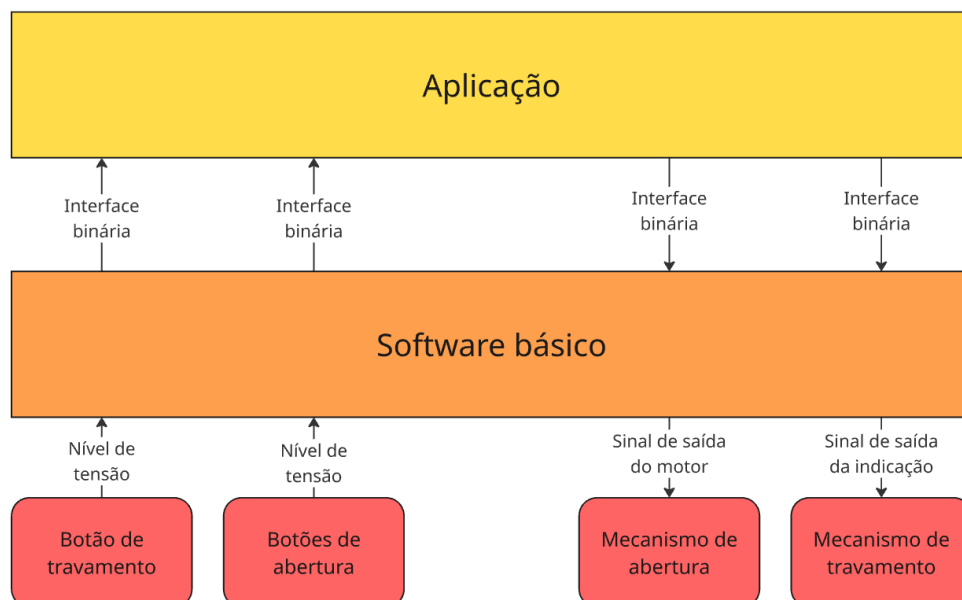 Aplicação
Interface
binária
Interface
binária
Interface
binária
Interface
binária
Software básico
Nível de
tensão
Nível de
tensão
Sinal de saída
do motor
Sinal de saída
da indicação
Botão de
travamento
Botões de
abertura
Mecanismo de
abertura
Mecanismo de
travamento